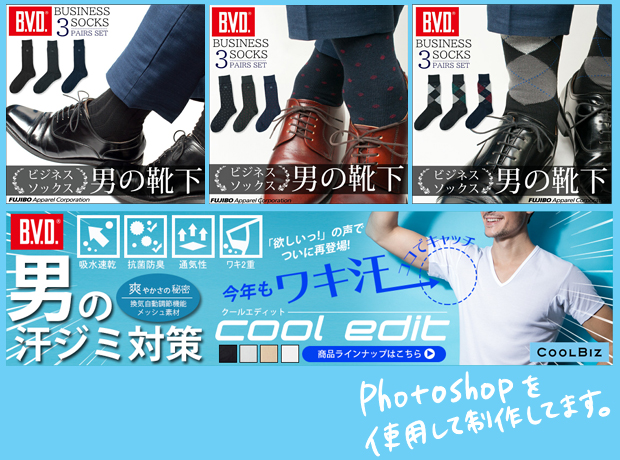 B.V.D.
BUSINESS
3 SOCKS
PAIRS SET
ビジネス
ソックス
男の靴下
FUJIBO Apparel Corporation
B.V.D.
BUSINESS
3 SOCKS
PAIRS SET
ビジネス
ソックス
男の靴下
B.V.D.
BUSINESS
3 SOCKS
PAIRS SET
ビジネス
ソックス
男の靴下
FUJIBO Apparel Corporation
B.V.D.
吸水速乾 抗菌防臭 通気性 ワキ2重
男の
汗ジミ対策
爽やかさの秘密
換気自動調節機能
メッシュ素材
「欲しいっ!」の声で
ついに再登場!
今年もワキ汗
てキャッチ
クールエディット
cool edit
商品ラインナップはこちら
COOLBIZ
Photoshopを
使用して制作してます。